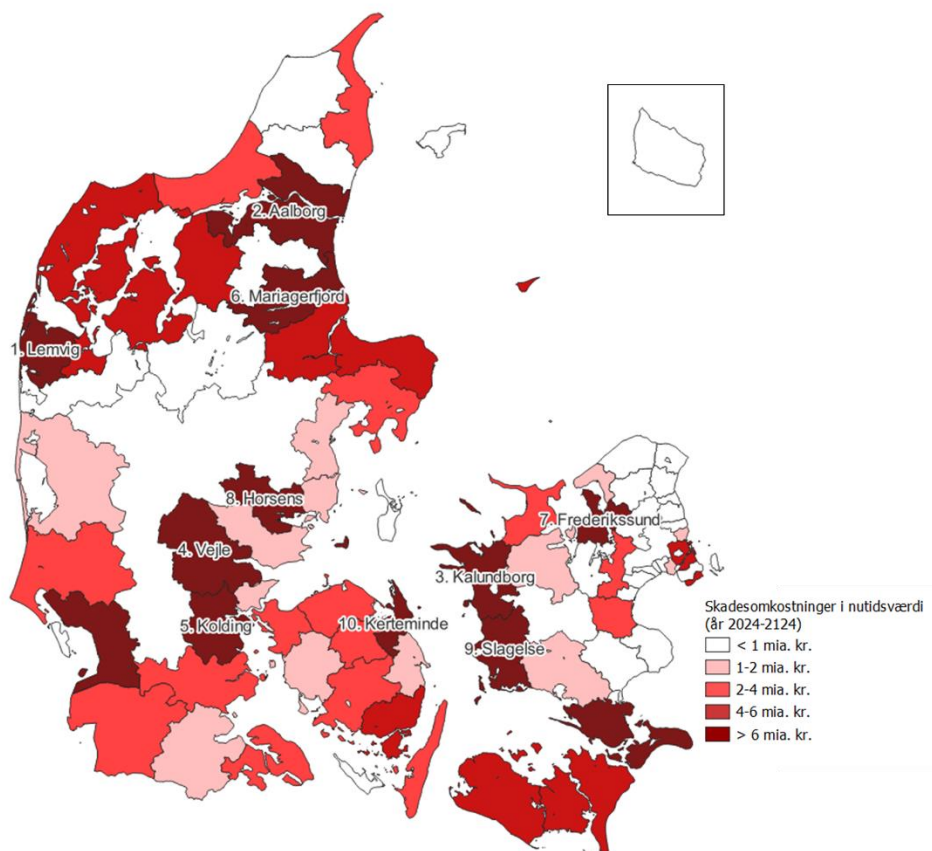 2. Aalborg
6. Mariagerfjord
1. Lemvig
8. Horsens
7. Frederikssund
4. Vejle
3. Kalundborg
5. Kolding
10. Kerteminde
9. Slagelse
Skadesomkostninger i nutidsværdi
(år 2024-2124)
< 1 mia. kr.
1-2 mia. kr.
2-4 mia. kr.
4-6 mia. kr.
> 6 mia. kr.